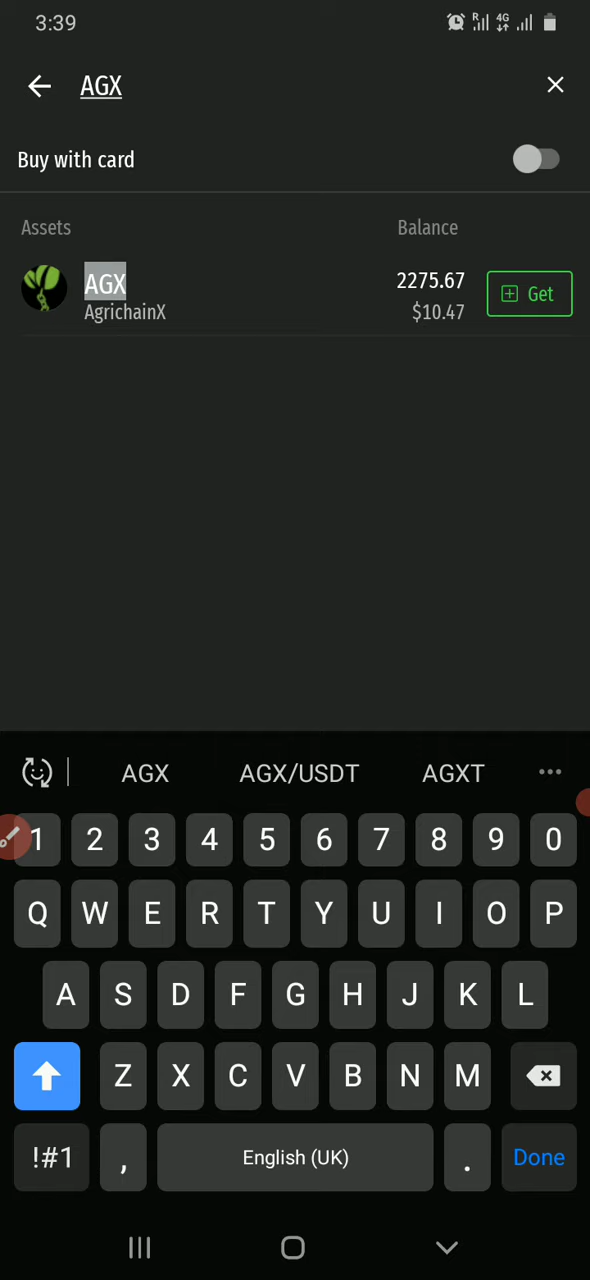 3:39
R 4G
AGX
Buy with card
Assets Balance
AGX 2275.67
AgrichainX $10.47
Get
AGX AGX/USDT AGXT
1 2 3 4 5 6 7 8 9 0
Q W E R T Y U I O P
A S D F G H J K L
Z X C V B N M
!#1 , English (UK) . Done